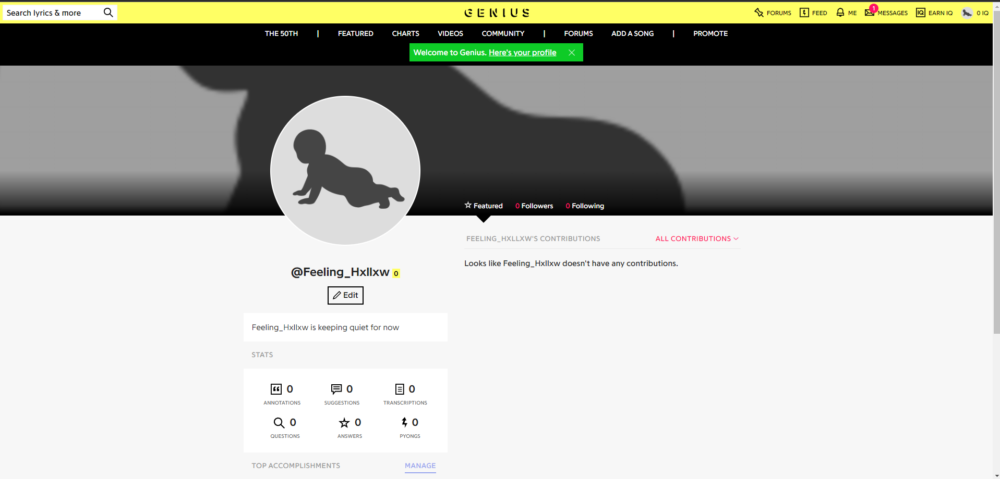 Search lyrics & more
GENIUS
FORUMS
FEED
ME
1
MESSAGES
IQ
EARN IQ
0 IQ
THE 50TH | FEATURED CHARTS VIDEOS COMMUNITY | FORUMS ADD A SONG | PROMOTE
Welcome to Genius. Here's your profile
Featured 0 Followers 0 Following
FEELING_HXLLXW'S CONTRIBUTIONS
ALL CONTRIBUTIONS
Looks like Feeling_Hxllxw doesn't have any contributions.
@Feeling_Hxllxw 0
Edit
Feeling_Hxllxw is keeping quiet for now
STATS
0 0 0
ANNOTATIONS SUGGESTIONS TRANSCRIPTIONS
0 0 0
QUESTIONS ANSWERS PYONGS
TOP ACCOMPLISHMENTS MANAGE